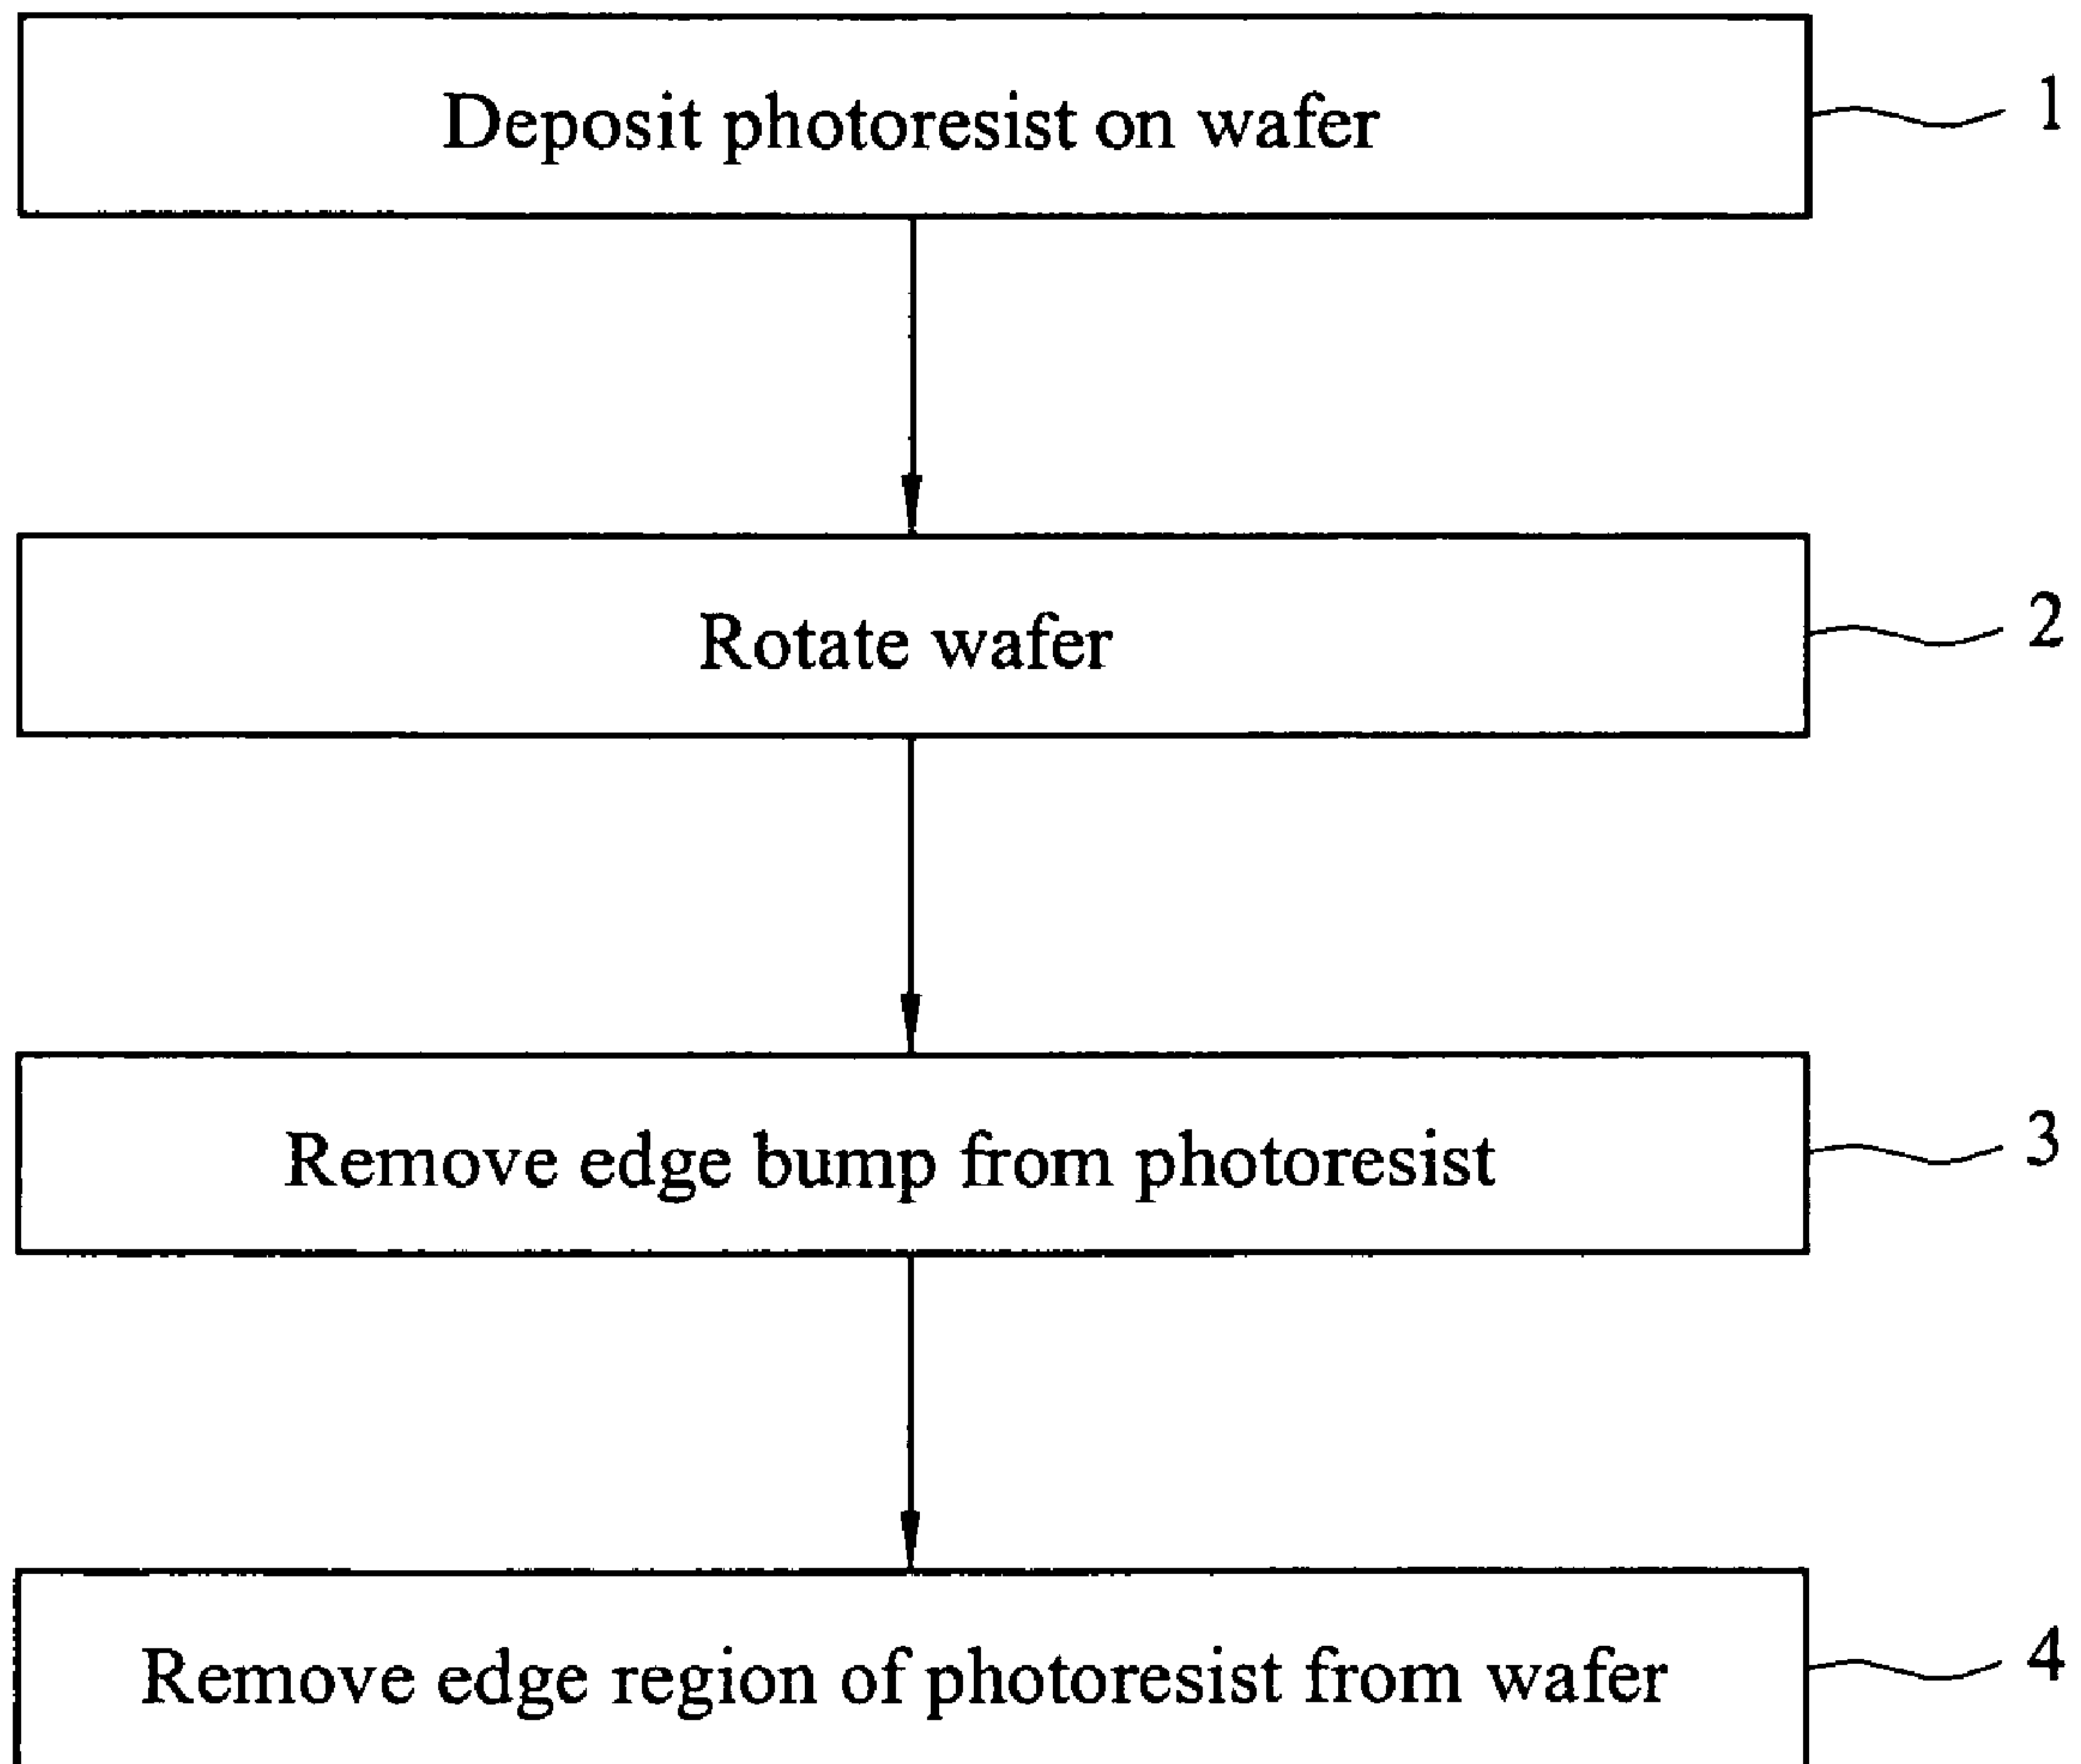 Deposit photoresist on wafer 1
Rotate wafer 2
Remove edge bump from photoresist 3
Remove edge region of photoresist from wafer 4